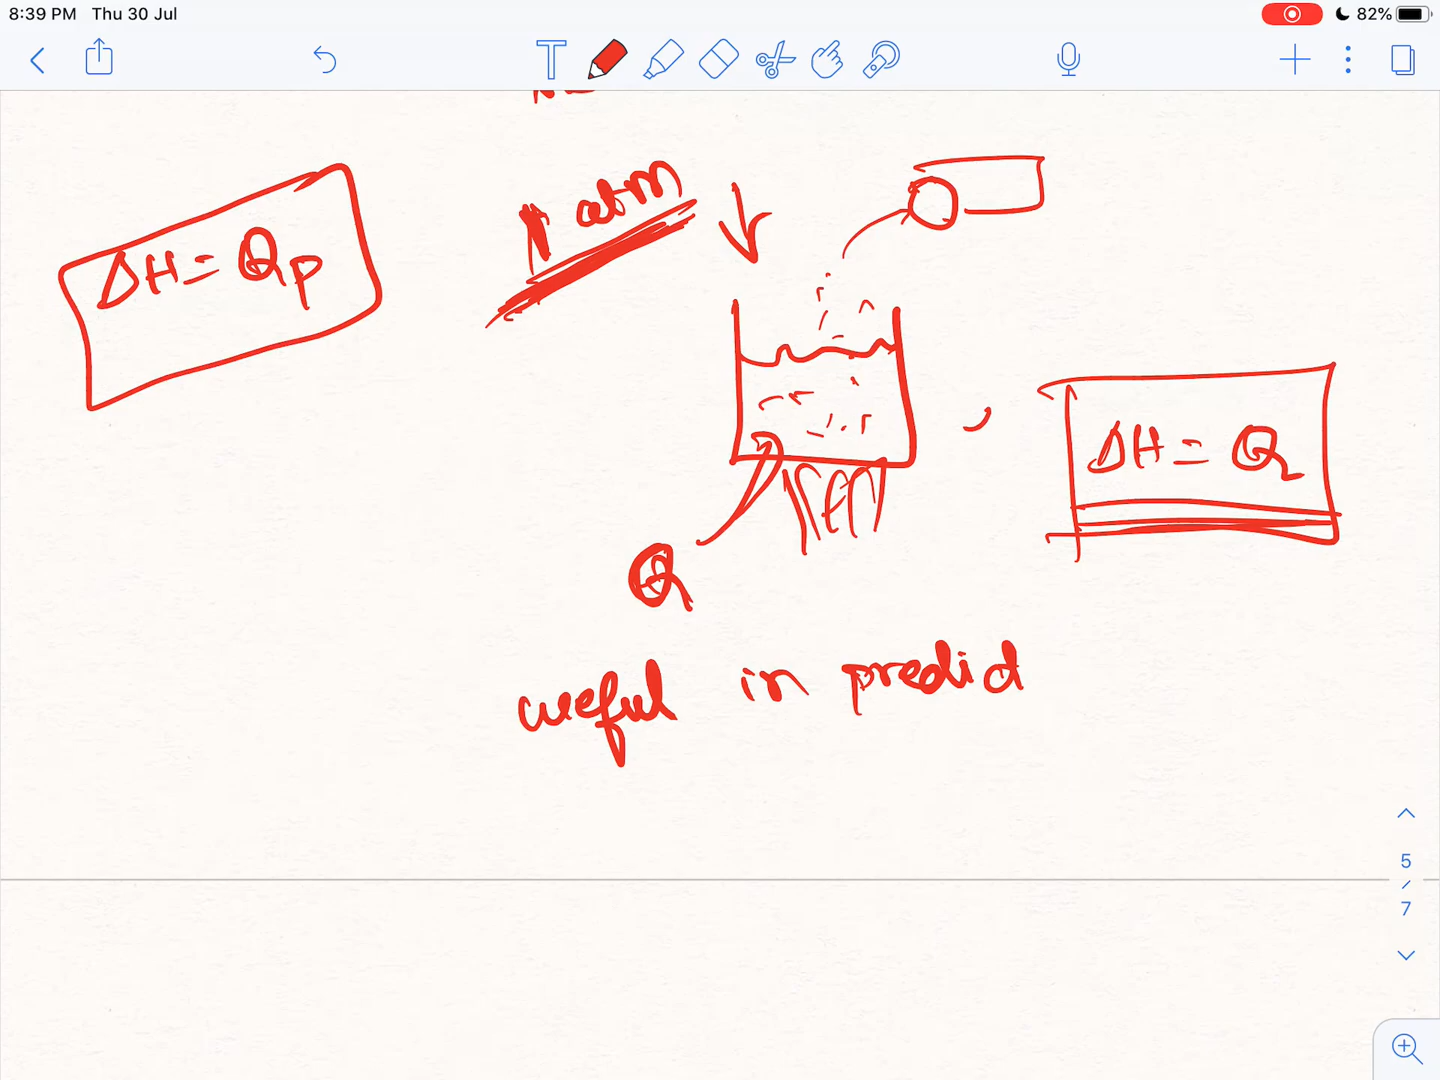 8:39 PM Thu 30 Jul
82%
T
1 atm
ΔH = Qp
ΔH = Q
Q
useful in predict
5
/
7